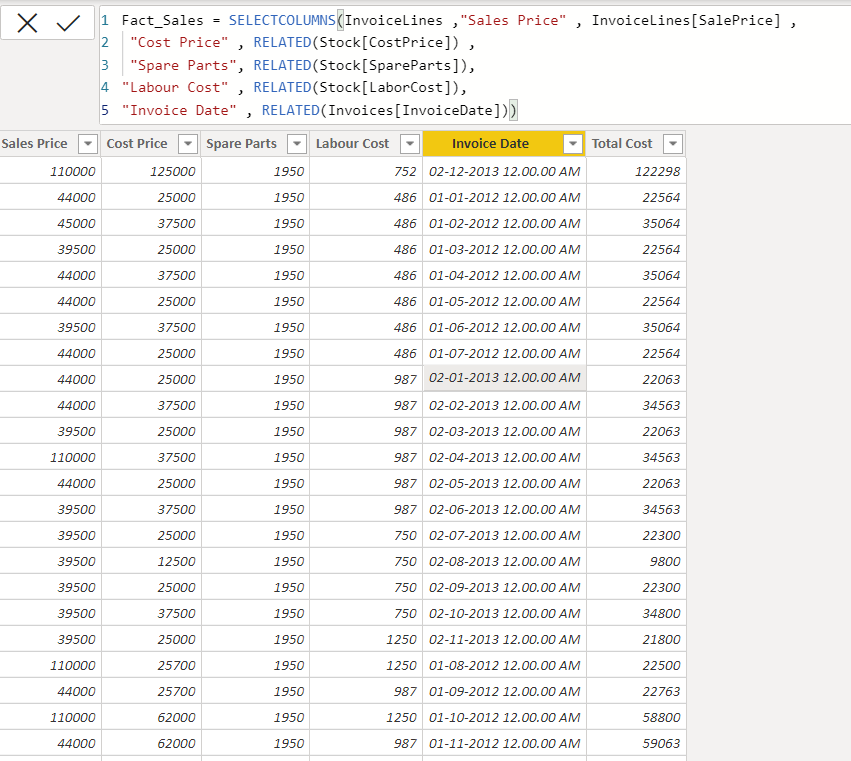 1 Fact_Sales = SELECTCOLUMNS(InvoiceLines ,"Sales Price" , InvoiceLines[SalePrice] ,
2 "Cost Price" , RELATED(Stock[CostPrice]) ,
3 "Spare Parts", RELATED(Stock[SpareParts]),
4 "Labour Cost" , RELATED(Stock[LaborCost]),
5 "Invoice Date" , RELATED(Invoices[InvoiceDate]))
Sales Price Cost Price Spare Parts Labour Cost Invoice Date Total Cost
110000 125000 1950 752 02-12-2013 12.00.00 AM 122298
44000 25000 1950 486 01-01-2012 12.00.00 AM 22564
45000 37500 1950 486 01-02-2012 12.00.00 AM 35064
39500 25000 1950 486 01-03-2012 12.00.00 AM 22564
44000 37500 1950 486 01-04-2012 12.00.00 AM 35064
44000 25000 1950 486 01-05-2012 12.00.00 AM 22564
39500 37500 1950 486 01-06-2012 12.00.00 AM 35064
44000 25000 1950 486 01-07-2012 12.00.00 AM 22564
44000 25000 1950 987 02-01-2013 12.00.00 AM 22063
44000 37500 1950 987 02-02-2013 12.00.00 AM 34563
39500 25000 1950 987 02-03-2013 12.00.00 AM 22063
110000 37500 1950 987 02-04-2013 12.00.00 AM 34563
44000 25000 1950 987 02-05-2013 12.00.00 AM 22063
39500 37500 1950 987 02-06-2013 12.00.00 AM 34563
39500 25000 1950 750 02-07-2013 12.00.00 AM 22300
39500 12500 1950 750 02-08-2013 12.00.00 AM 9800
39500 25000 1950 750 02-09-2013 12.00.00 AM 22300
39500 37500 1950 750 02-10-2013 12.00.00 AM 34800
39500 25000 1950 1250 02-11-2013 12.00.00 AM 21800
110000 25700 1950 1250 01-08-2012 12.00.00 AM 22500
44000 25700 1950 987 01-09-2012 12.00.00 AM 22763
110000 62000 1950 1250 01-10-2012 12.00.00 AM 58800
44000 62000 1950 987 01-11-2012 12.00.00 AM 59063